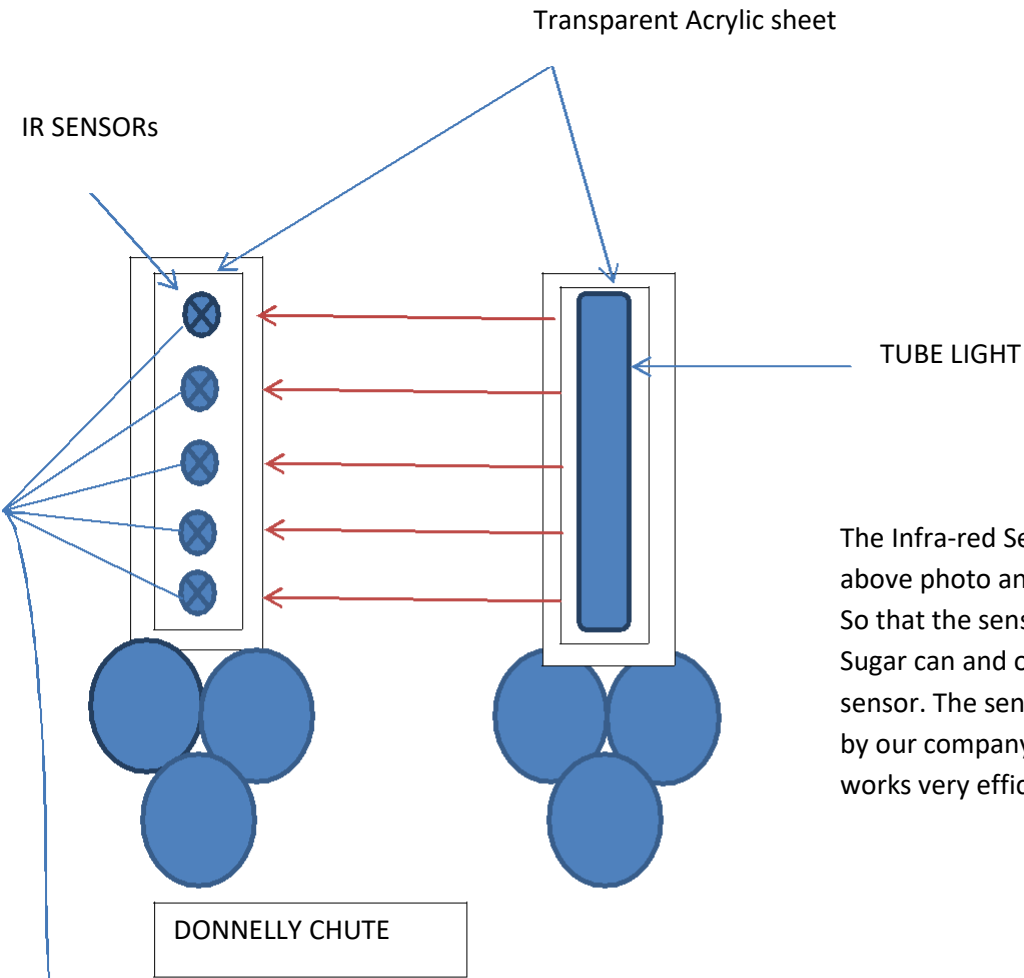 Transparent Acrylic sheet
IR SENSORs
TUBE LIGHT
The Infra-red Se
above photo an
So that the sens
Sugar can and o
sensor. The sen
by our company
works very effic
DONNELLY CHUTE